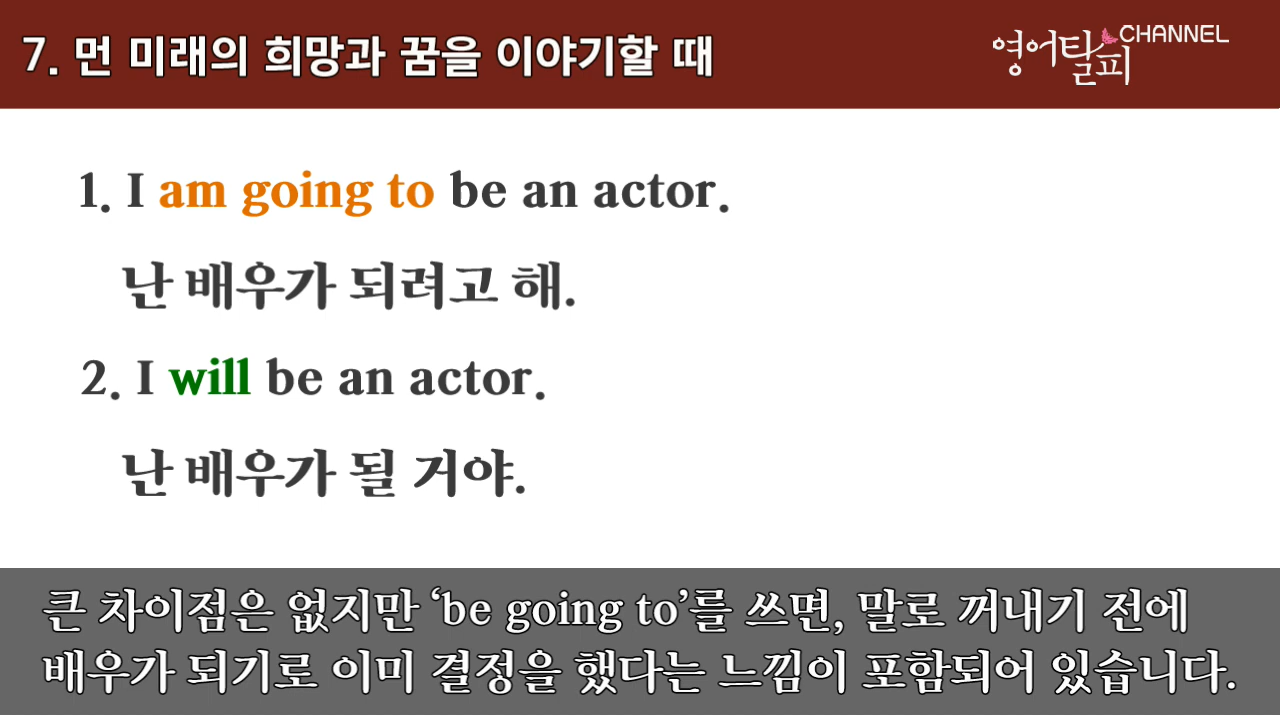 7. 먼 미래의 희망과 꿈을 이야기할 때
영어탈피 CHANNEL
1. I am going to be an actor.
난 배우가 되려고 해.
2. I will be an actor.
난 배우가 될 거야.
큰 차이점은 없지만 ‘be going to’를 쓰면, 말로 꺼내기 전에
배우가 되기로 이미 결정을 했다는 느낌이 포함되어 있습니다.